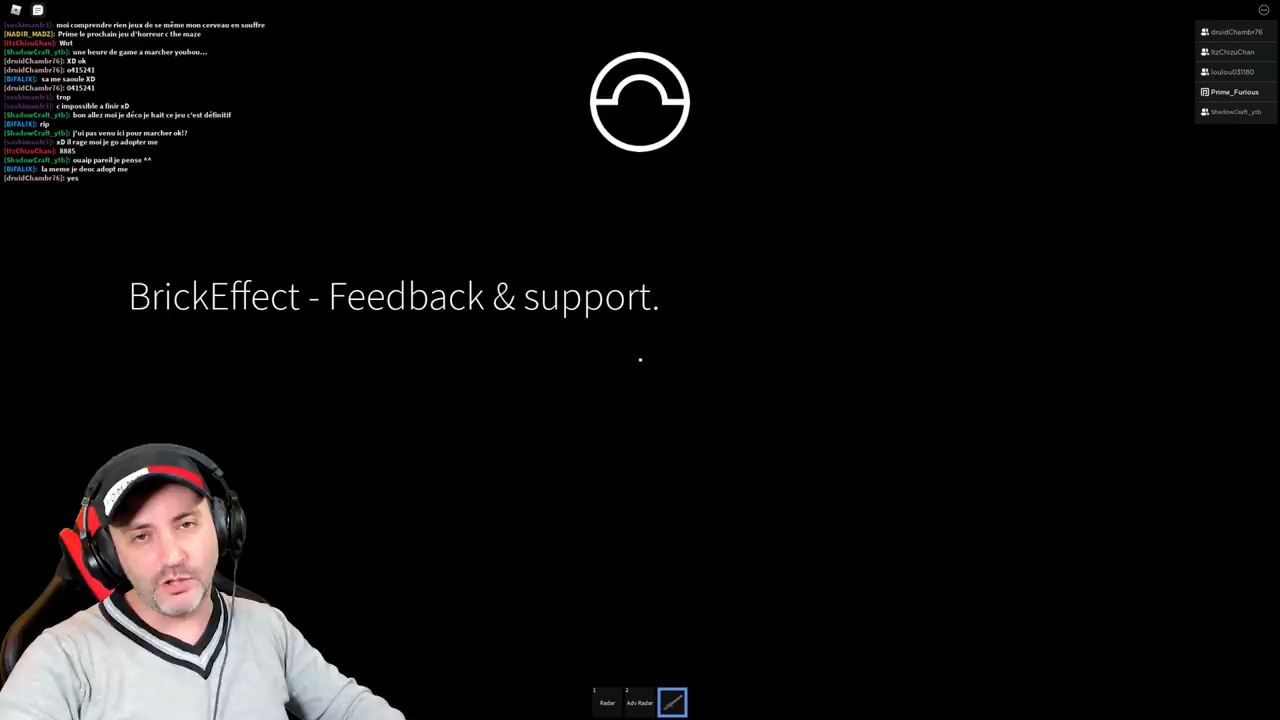 [sushimanfr3]: moi comprendre rien jeux de se même mon cerveau en souffre
[NADIR_MADZ]: Prime le prochain jeu d'horreur c the maze
[ItzChizuChan]: Wut
[ShadowCraft_ytb]: une heure de game a marcher youhou...
[druidChambr76]: XD ok
[druidChambr76]: o415241
[BIFALIX]: sa me saoule XD
[druidChambr76]: 0415241
[sushimanfr3]: trop
[sushimanfr3]: c impossible a finir xD
[ShadowCraft_ytb]: bon allez moi je déco je hait ce jeu c'est définitif
[BIFALIX]: rip
[ShadowCraft_ytb]: j'ui pas venu ici pour marcher ok!?
[sushimanfr3]: xD il rage moi je go adopter me
[ItzChizuChan]: 8885
[ShadowCraft_ytb]: ouaip pareil je pense ^^
[BIFALIX]: la meme je deoc adopt me
[druidChambr76]: yes
druidChambr76
ItzChizuChan
loulou031180
Prime_Furious
ShadowCraft_ytb
BrickEffect - Feedback & support.
1 Radar
2 Adv Radar